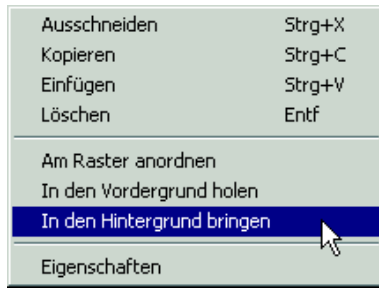 Ausschneiden Strg+X
Kopieren Strg+C
Einfügen Strg+V
Löschen Entf
Am Raster anordnen
In den Vordergrund holen
In den Hintergrund bringen
Eigenschaften